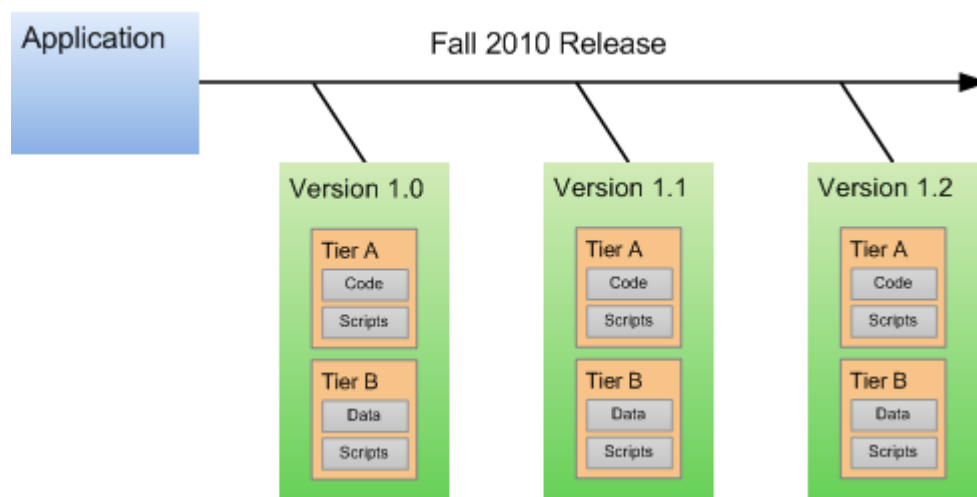 Application
Fall 2010 Release
Version 1.0
Tier A
Code
Scripts
Tier B
Data
Scripts
Version 1.1
Tier A
Code
Scripts
Tier B
Data
Scripts
Version 1.2
Tier A
Code
Scripts
Tier B
Data
Scripts